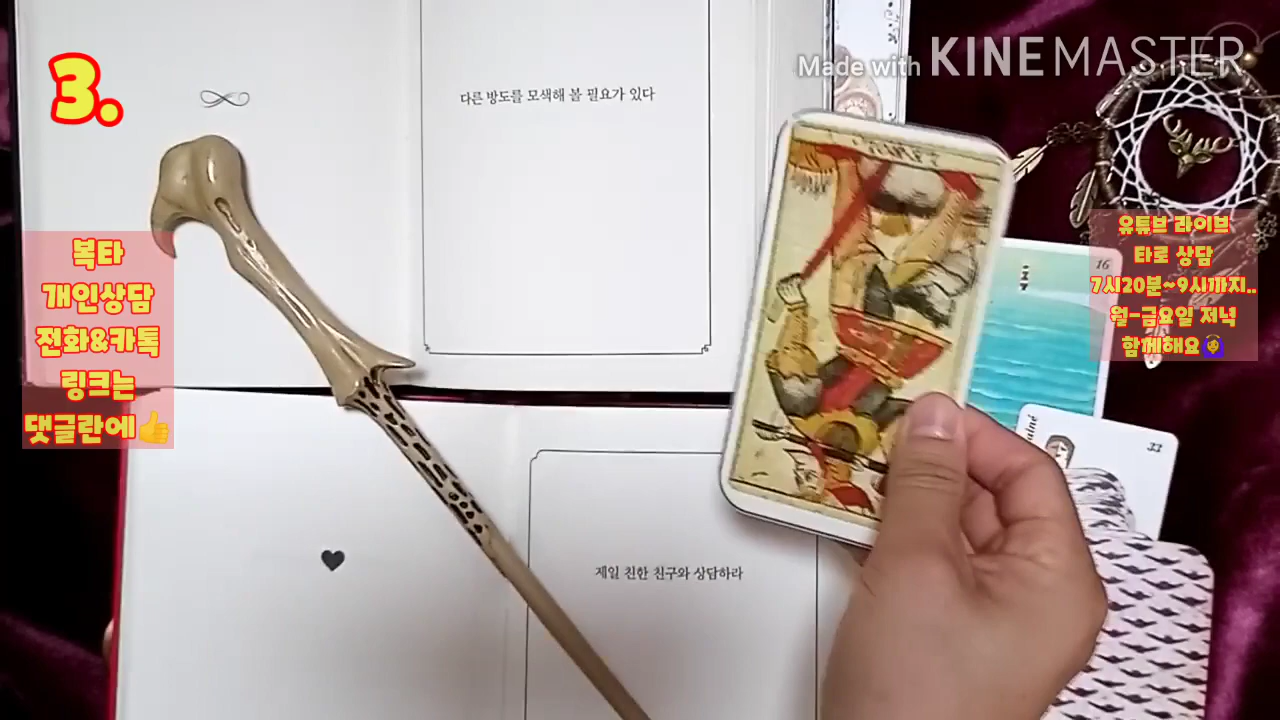 3.
Made with KINEMASTER
다른 방도를 모색해 볼 필요가 있다
복타
개인상담
전화&카톡
링크는
댓글란에👍
유튜브 라이브
타로 상담
7시20분~9시까지..
월-금요일 저녁
함께해요🙆‍♀️
16
33
제일 친한 친구와 상담하라